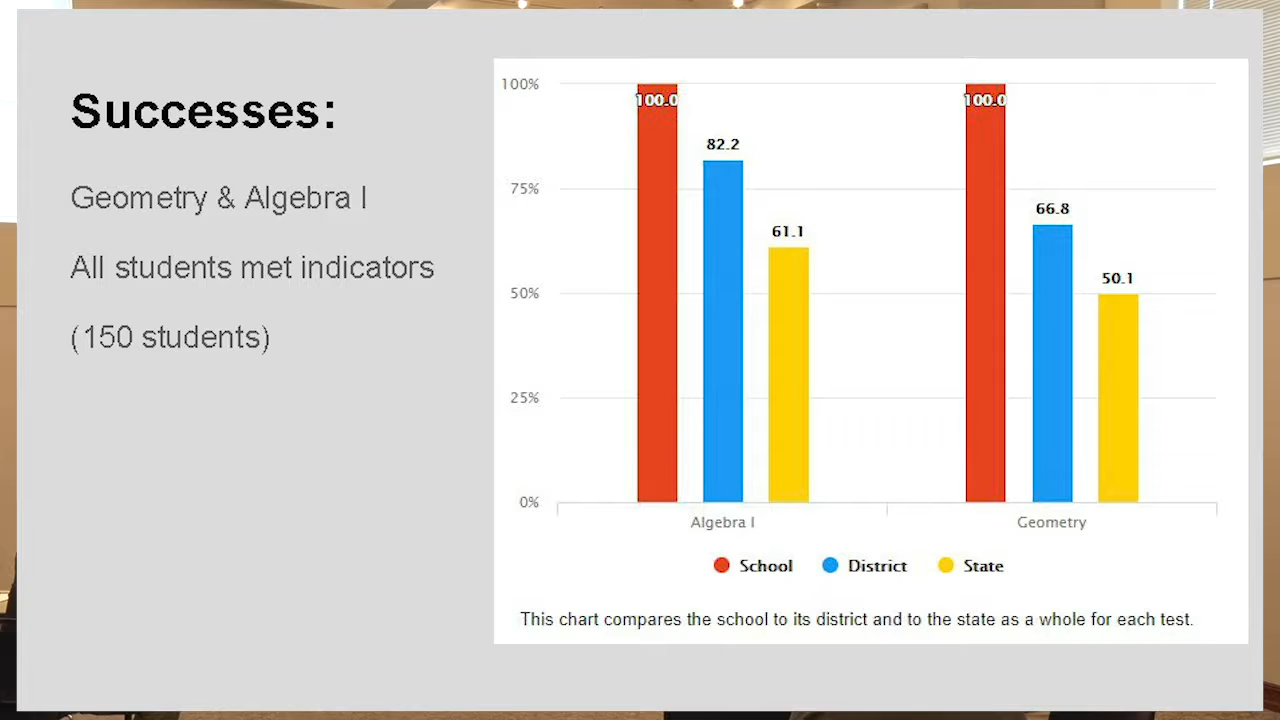 Successes:
Geometry & Algebra I
All students met indicators
(150 students)
100%
75%
50%
25%
0%
100.0
82.2
61.1
100.0
66.8
50.1
Algebra I
Geometry
School
District
State
This chart compares the school to its district and to the state as a whole for each test.